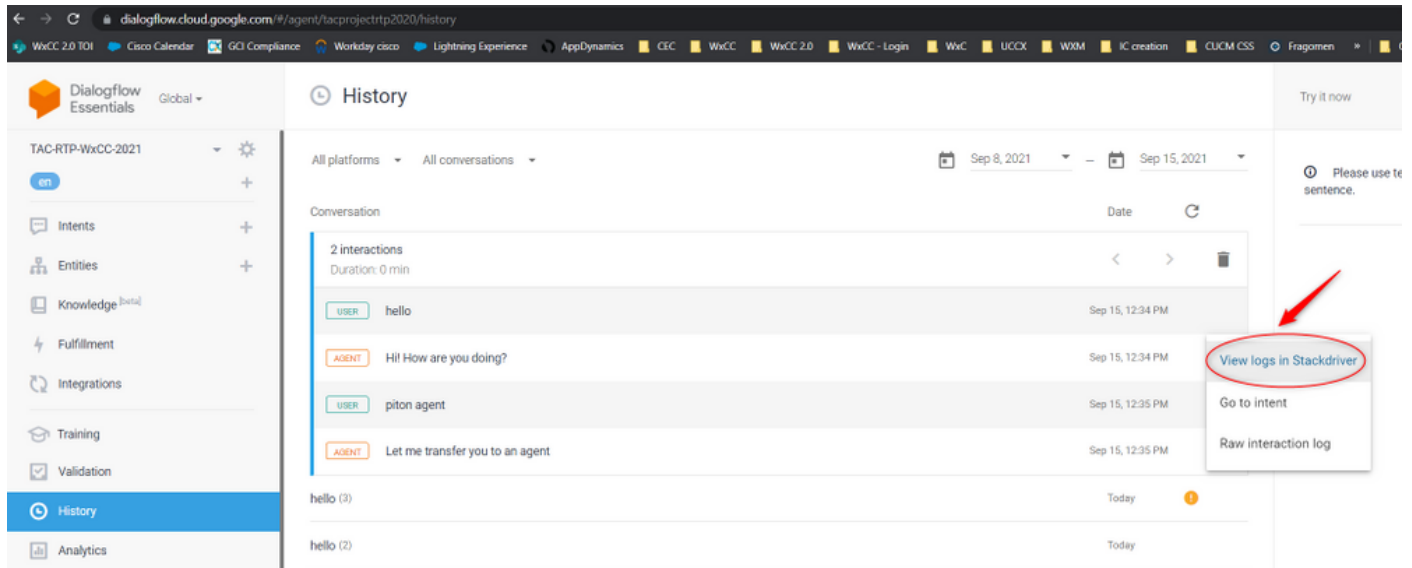 dialogflow.cloud.google.com/#/agent/tacprojectrtp2020/history
WxCC 2.0 TOI Cisco Calendar GCI Compliance Workday cisco Lightning Experience AppDynamics CEC WxCC WxCC 2.0 WxCC - Login WxC UCCX WXM IC creation CUCM CSS Fragomen »
Dialogflow
Essentials
Global
History
Try it now
TAC-RTP-WxCC-2021
en
All platforms All conversations Sep 8, 2021 – Sep 15, 2021
Please use te
sentence.
Conversation Date
Intents
Entities
Knowledge [beta]
Fulfillment
Integrations
Training
Validation
History
Analytics
2 interactions
Duration: 0 min
USER hello Sep 15, 12:34 PM
AGENT Hi! How are you doing? Sep 15, 12:34 PM
USER piton agent Sep 15, 12:35 PM
AGENT Let me transfer you to an agent Sep 15, 12:35 PM
View logs in Stackdriver
Go to intent
Raw interaction log
hello (3) Today
hello (2) Today